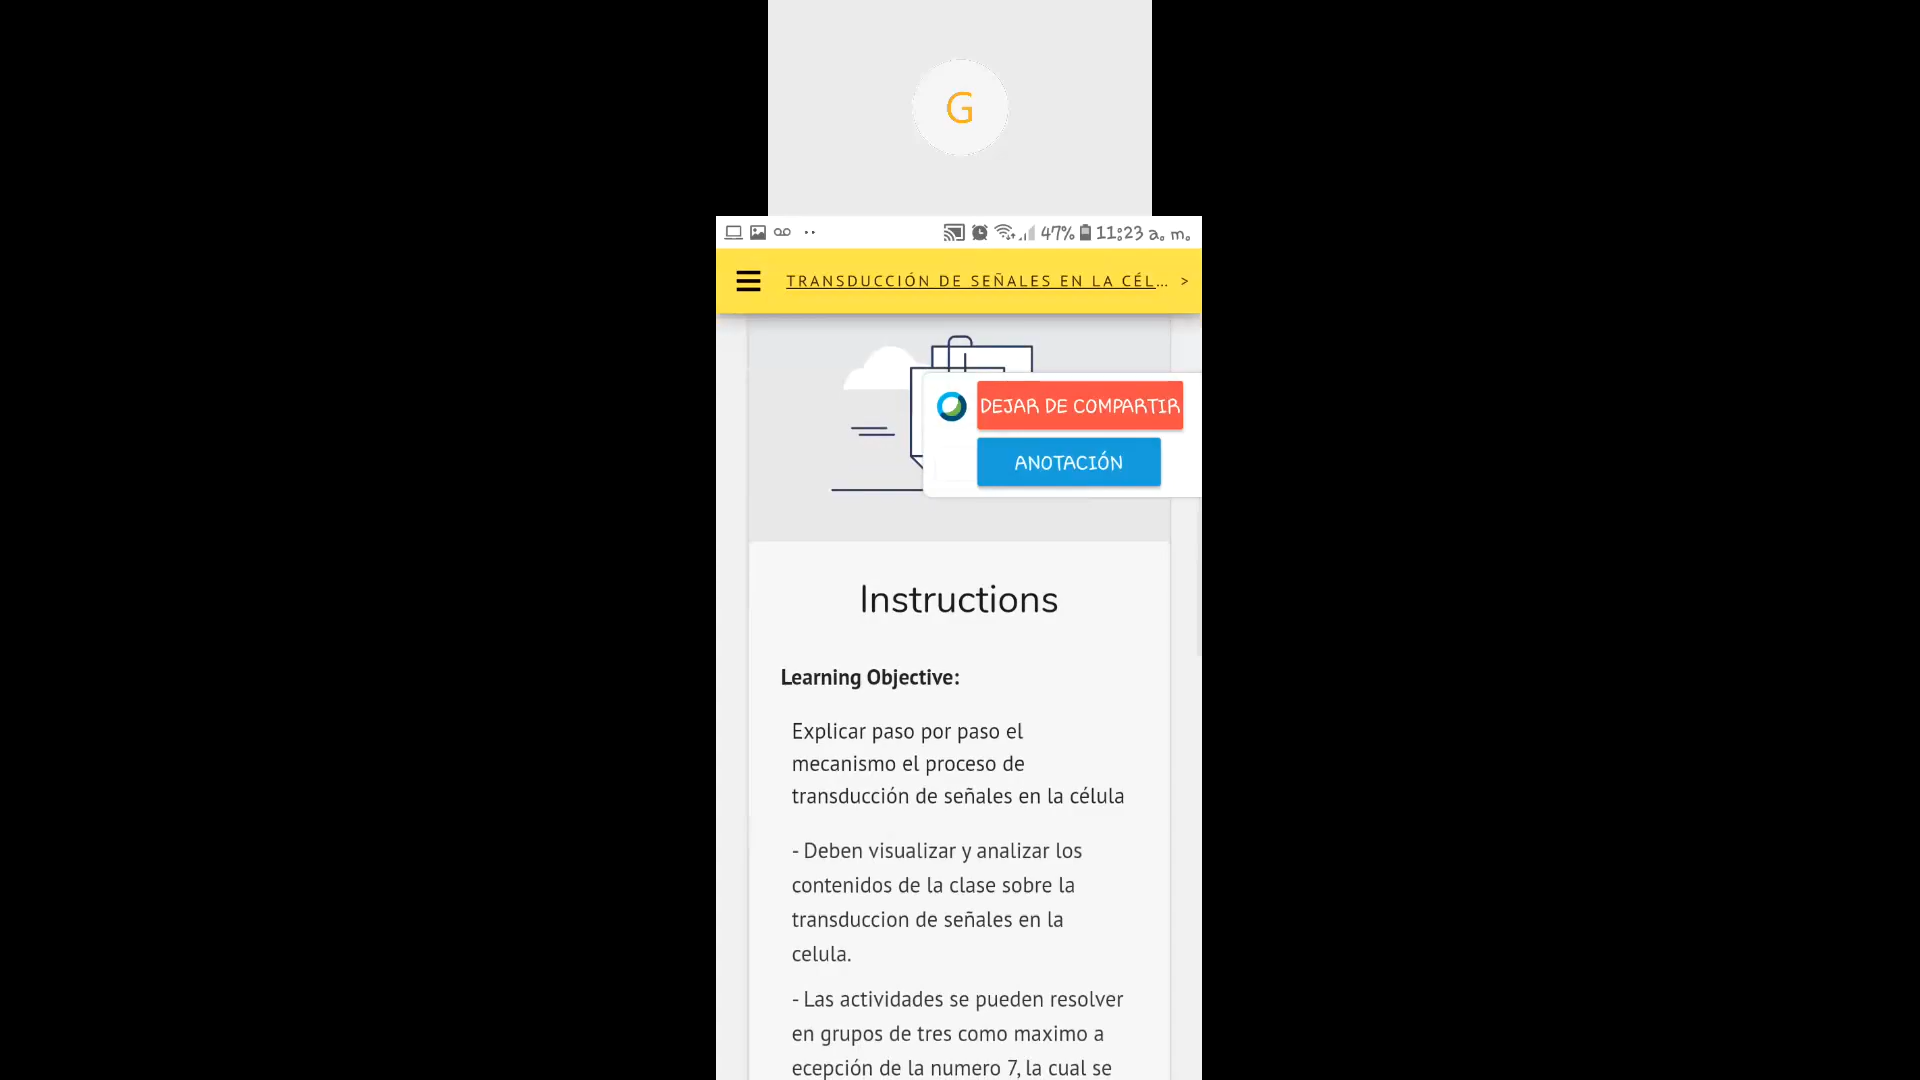 G
47% 11:23 a. m.
TRANSDUCCIÓN DE SEÑALES EN LA CÉL... >
DEJAR DE COMPARTIR
ANOTACIÓN
Instructions
Learning Objective:
Explicar paso por paso el
mecanismo el proceso de
transducción de señales en la célula
- Deben visualizar y analizar los
contenidos de la clase sobre la
transduccion de señales en la
celula.
- Las actividades se pueden resolver
en grupos de tres como maximo a
ecepción de la numero 7, la cual se